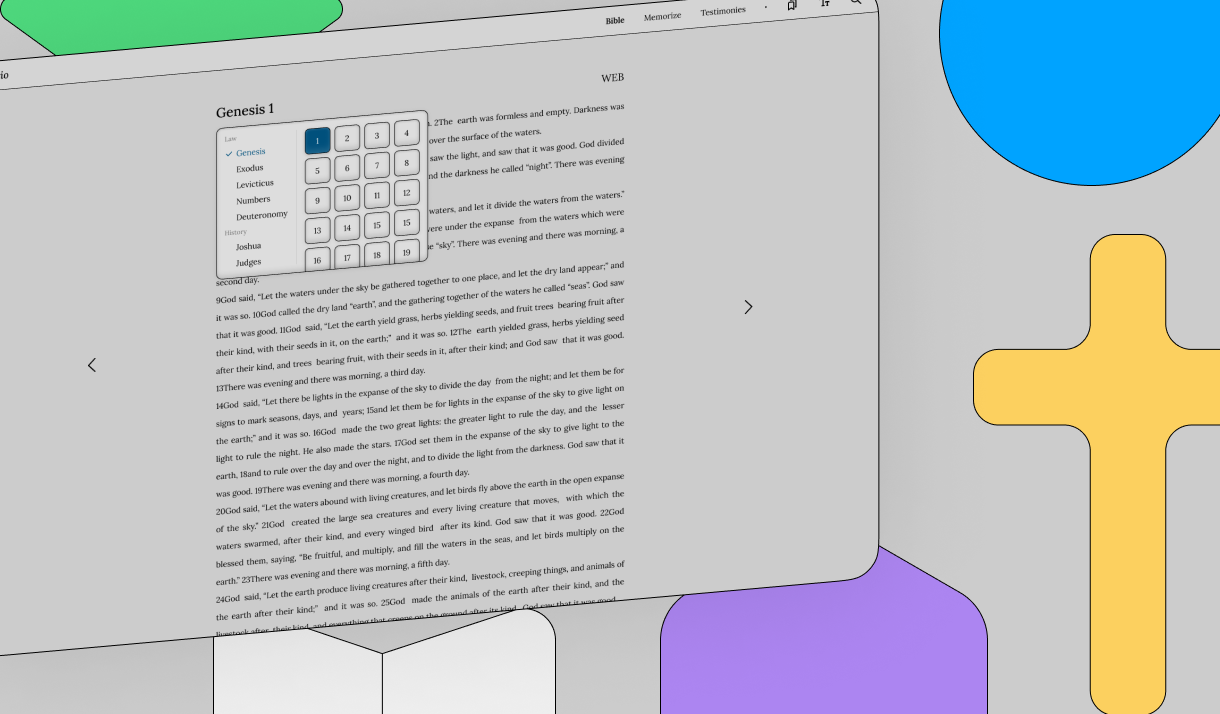 io
Bible Memorize Testimonies
WEB
Genesis 1
Law
Genesis
Exodus
Levicticus
Numbers
Deuteronomy
History
Joshua
Judges
1 2 3 4
5 6 7 8
9 10 11 12
13 14 15 15
16 17 18 19
2The earth was formless and empty. Darkness was
over the surface of the waters.
saw the light, and saw that it was good. God divided
the darkness he called “night”. There was evening
waters, and let it divide the waters from the waters.”
were under the expanse from the waters which were
“sky”. There was evening and there was morning, a
second day.
9God said, “Let the waters under the sky be gathered together to one place, and let the dry land appear;” and
it was so. 10God called the dry land “earth”, and the gathering together of the waters he called “seas”. God saw
that it was good. 11God said, “Let the earth yield grass, herbs yielding seeds, and fruit trees bearing fruit after
their kind, with their seeds in it, on the earth;” and it was so. 12The earth yielded grass, herbs yielding seed
after their kind, and trees bearing fruit, with their seeds in it, after their kind; and God saw that it was good.
13There was evening and there was morning, a third day.
14God said, “Let there be lights in the expanse of the sky to divide the day from the night; and let them be for
signs to mark seasons, days, and years; 15and let them be for lights in the expanse of the sky to give light on
the earth;” and it was so. 16God made the two great lights: the greater light to rule the day, and the lesser
light to rule the night. He also made the stars. 17God set them in the expanse of the sky to give light to the
earth, 18and to rule over the day and over the night, and to divide the light from the darkness. God saw that it
was good. 19There was evening and there was morning, a fourth day.
20God said, “Let the waters abound with living creatures, and let birds fly above the earth in the open expanse
of the sky.” 21God created the large sea creatures and every living creature that moves, with which the
waters swarmed, after their kind, and every winged bird after its kind. God saw that it was good. 22God
blessed them, saying, “Be fruitful, and multiply, and fill the waters in the seas, and let birds multiply on the
earth.” 23There was evening and there was morning, a fifth day.
24God said, “Let the earth produce living creatures after their kind, livestock, creeping things, and animals of
the earth after their kind;” and it was so. 25God made the animals of the earth after their kind, and the
livestock after their kind, and everything that creeps on the ground after its kind. God saw that it was good.